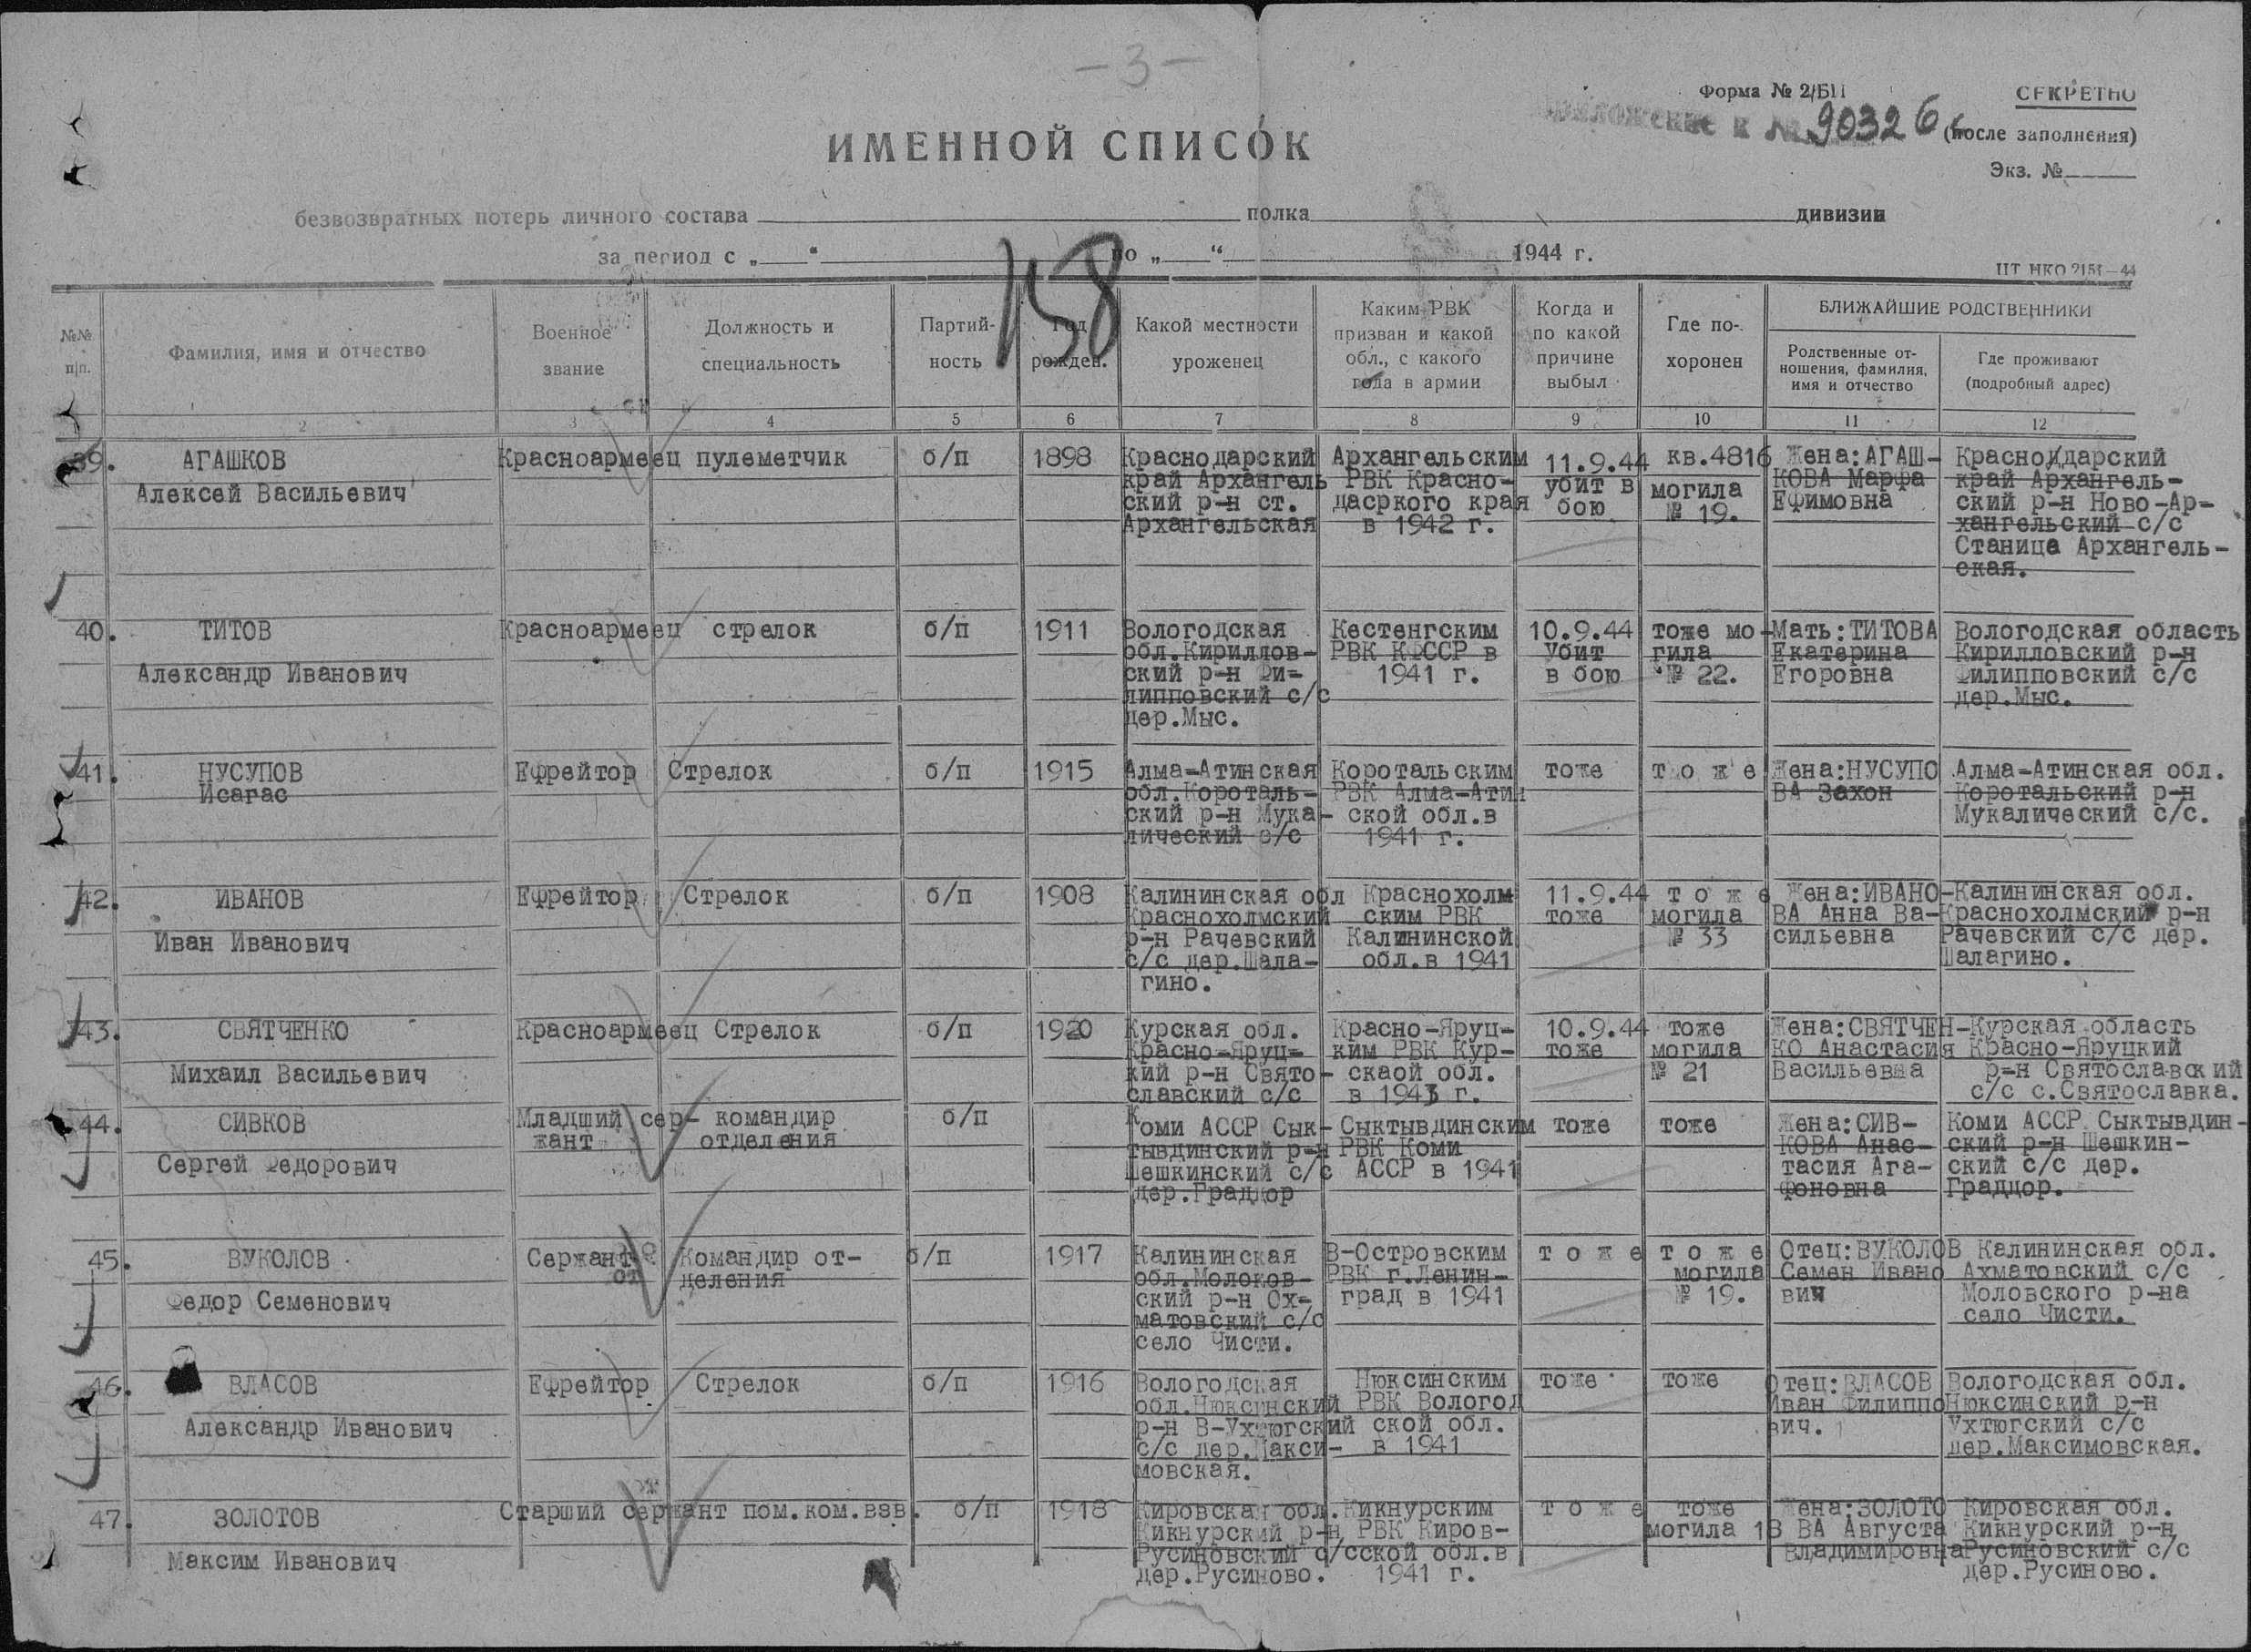 -3-
Форма № 2/БП
СЕКРЕТНО
Приложение к № 90326с
(после заполнения)
Экз. №
ИМЕННОЙ СПИСОК
безвозвратных потерь личного состава полка дивизии
за период с „ “ по „ “ 1944 г.
158
ЦТ НКО 2151—44
№№ п|п.
Фамилия, имя и отчество
Военное звание
Должность и специальность
Партий-
ность
Год рожден.
Какой местности уроженец
Каким РВК
призван и какой
обл., с какого
года в армии
Когда и
по какой
причине
выбыл
Где по-
хоронен
БЛИЖАЙШИЕ РОДСТВЕННИКИ
Родственные от-
ношения, фамилия,
имя и отчество
Где проживают
(подробный адрес)
2 3 4 5 6 7 8 9 10 11 12
39. АГАШКОВ Красноармеец пулеметчик б/п 1898 Краснодарский Архангельским 11.9.44 кв.4816 Жена:АГАШ- Краснодарский
край Архангель РВК Красно- убит в могила КОВА Марфа край Архангель-
Алексей Васильевич ский р-н ст. дасркого края бою № 19. Ефимовна ский р-н Ново-Ар-
Архангельская в 1942 г. хангельский с/с
Станица Архангель-
ская.
40. ТИТОВ Красноармеец стрелок б/п 1911 Вологодская Кестенгским 10.9.44 тоже мо- Мать:ТИТОВА Вологодская область
обл.Кириллов- РВК КФССР в Убит гила Екатерина Кирилловский р-н
Александр Иванович ский р-н Фи- 1941 г. в бою № 22. Егоровна Филипповский с/с
липповский с/с дер.Мыс.
дер.Мыс.
41. НУСУПОВ Ефрейтор Стрелок б/п 1915 Алма-Атинская Коротальским тоже т о ж е Жена:НУСУПО Алма-Атинская обл.
Исагас обл.Короталь- РВК Алма-Атин ВА Захон Коротальский р-н
ский р-н Мука- ской обл.в Мукалический с/с.
лический с/с 1941 г.
42. ИВАНОВ Ефрейтор Стрелок б/п 1908 Калининская обл Краснохолм 11.9.44 т о ж е Жена:ИВАНО- Калининская обл.
Краснохолмский ским РВК тоже могила ВА Анна Ва- Краснохолмский р-н
Иван Иванович р-н Рачевский Калининской № 33 сильевна Рачевский с/с дер.
с/с дер.Шала- обл.в 1941 Шалагино.
гино.
43. СВЯТЧЕНКО Красноармеец Стрелок б/п 1920 Курская обл. Красно-Яруц- 10.9.44 тоже Жена:СВЯТЧЕН- Курская область
Красно-Яруц- ким РВК Кур- тоже могила КО Анастасия Красно-Яруцкий
Михаил Васильевич кий р-н Свято- скаой обл. № 21 Васильевна р-н Святославский
славский с/с в 1943 г. с/с с.Святославка.
44. СИВКОВ Младший сер- командир б/п Коми АССР Сык- Сыктывдинским тоже тоже Жена:СИВ- Коми АССР Сыктывдин-
жант отделения тывдинский р-н РВК Коми КОВА Анас- ский р-н Шешкин-
Сергей Федорович Шешкинский с/с АССР в 1941 тасия Ага- ский с/с дер.
дер.Граддор фоновна Граддор.
45. ВУКОЛОВ Сержант Командир от- б/п 1917 Калининская В-Островским т о ж е т о ж е Отец:ВУКОЛОВ Калининская обл.
деления обл.Молоков- РВК г.Ленин- могила Семен Ивано Ахматовский с/с
Федор Семенович ский р-н Ох- град в 1941 № 19. вич Моловского р-на
матовский с/с село Чисти.
село Чисти.
46. ВЛАСОВ Ефрейтор Стрелок б/п 1916 Вологодская Нюксинским тоже тоже Отец:ВЛАСОВ Вологодская обл.
обл.Нюксинский РВК Вологод Иван Филиппо Нюксинский р-н
Александр Иванович р-н В-Ухтюгский ской обл. вич. Ухтюгский с/с
с/с дер.Макси- в 1941 дер.Максимовская.
мовская.
47. ЗОЛОТОВ Старший сержант пом.ком.взв. б/п 1918 Кировская обл. Кикнурским т о ж е тоже Жена:ЗОЛОТО Кировская обл.
Кикнурский р-н РВК Киров- могила 18 ВА Августа Кикнурский р-н
Максим Иванович Русиновский с/с ской обл.в Владимировна Русиновский с/с
дер.Русиново. 1941 г. дер.Русиново.